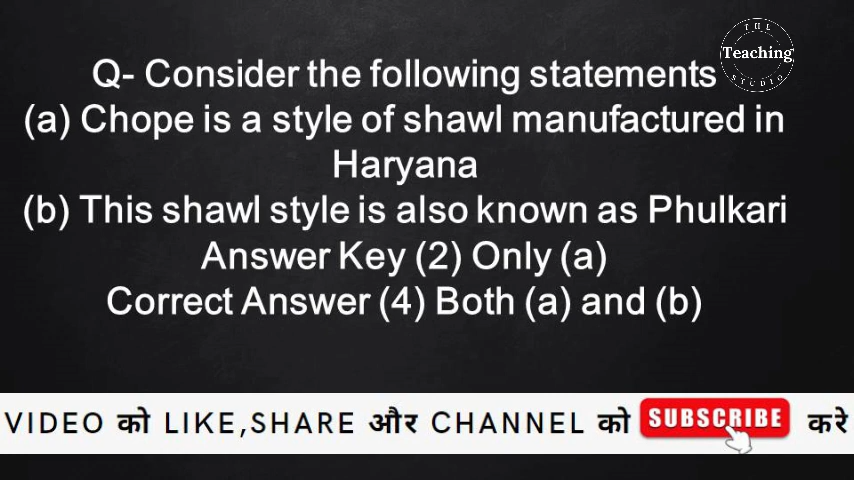 THE
Teaching
STUDIO
Q- Consider the following statements
(a) Chope is a style of shawl manufactured in
Haryana
(b) This shawl style is also known as Phulkari
Answer Key (2) Only (a)
Correct Answer (4) Both (a) and (b)
VIDEO को LIKE,SHARE और CHANNEL को SUBSCRIBE करे